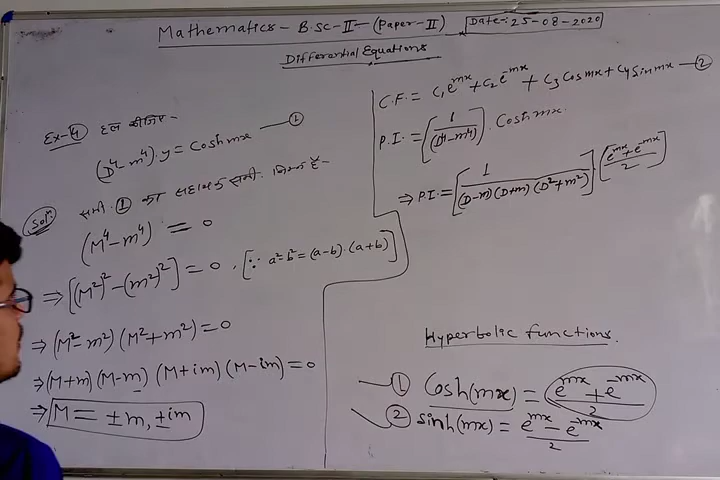 Mathematics - B.Sc-II - (Paper-II) Date-: 25-08-2020
Differential Equations
Ex-4 हल कीजिए -
(D⁴-m⁴).y = Coshmx —①
Solⁿ: समी. ① का सहायक समी. निम्न है -
(M⁴-m⁴) = 0
⇒ [(M²)²-(m²)²] = 0, [∵ a²-b²=(a-b).(a+b)]
⇒ (M²-m²)(M²+m²)=0
⇒ (M+m)(M-m)(M+im)(M-im)=0
⇒ M = ±m, ±im
C.F. = C₁e^mx + C₂e^-mx + C₃Cosmx + C₄Sinmx —②
P.I. = [1/(D⁴-m⁴)].Coshmx.
⇒ P.I. = [1/(D-m)(D+m)(D²+m²)].[(e^mx+e^-mx)/2]
Hyperbolic functions.
① Cosh(mx) = (e^mx+e^-mx)/2
② Sinh(mx) = (e^mx-e^-mx)/2